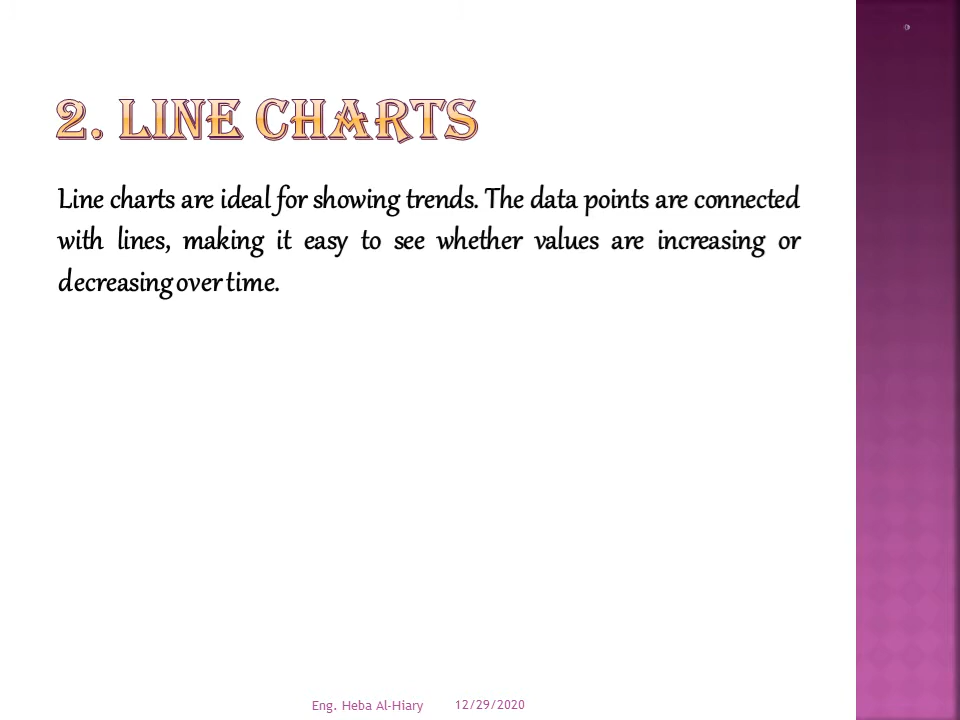 2. LINE CHARTS
Line charts are ideal for showing trends. The data points are connected
with lines, making it easy to see whether values are increasing or
decreasing over time.
Eng. Heba Al-Hiary 12/29/2020